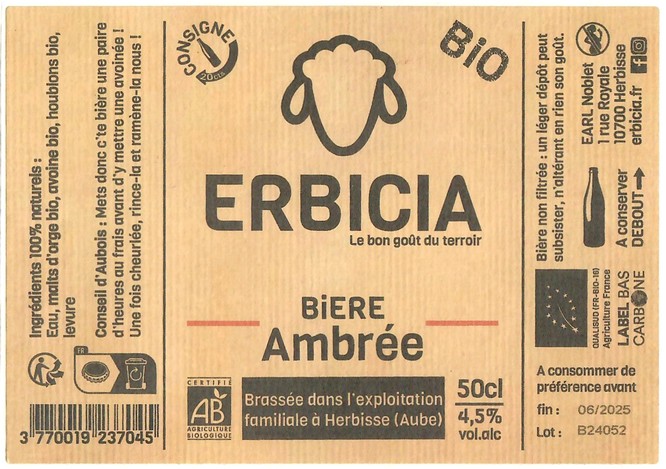 CONSIGNE
20cts
BiO
ERBICIA
Le bon goût du terroir
BiERE
Ambrée
Ingrédients 100% naturels :
Eau, malts d'orge bio, avoine bio, houblons bio,
levure
Conseil d'Aubois : Mets donc c'te bière une paire
d'heures au frais avant d'y mettre une avoinée !
Une fois cheurlée, rince-la et ramène-la nous !
FR
3 770019 237045
CERTIFIÉ
AB
AGRICULTURE
BIOLOGIQUE
Brassée dans l'exploitation
familiale à Herbisse (Aube)
50cl
4,5%
vol.alc
Bière non filtrée : un léger dépôt peut
subsister, n'altérant en rien son goût.
EARL Noblet
1 rue Royale
10700 Herbisse
erbicia.fr
A conserver
DEBOUT
QUALISUD (FR-BIO-16)
Agriculture France
LABEL BAS
CARBONE
A consommer de
préférence avant
fin : 06/2025
Lot : B24052